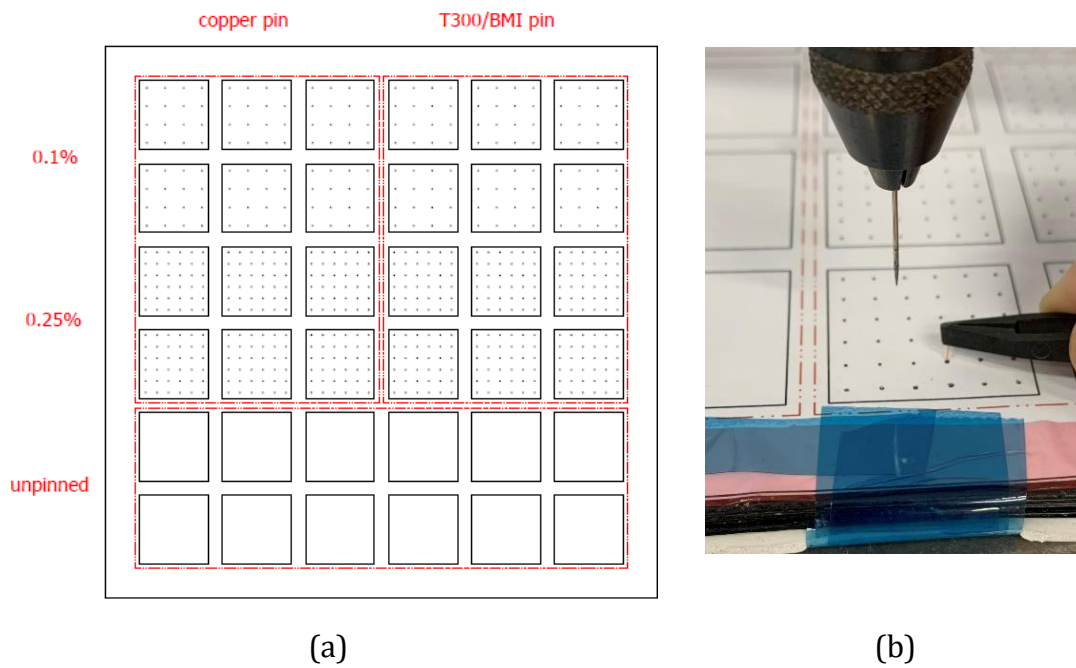 copper pin
T300/BMI pin
0.1%
0.25%
unpinned
(a)
(b)